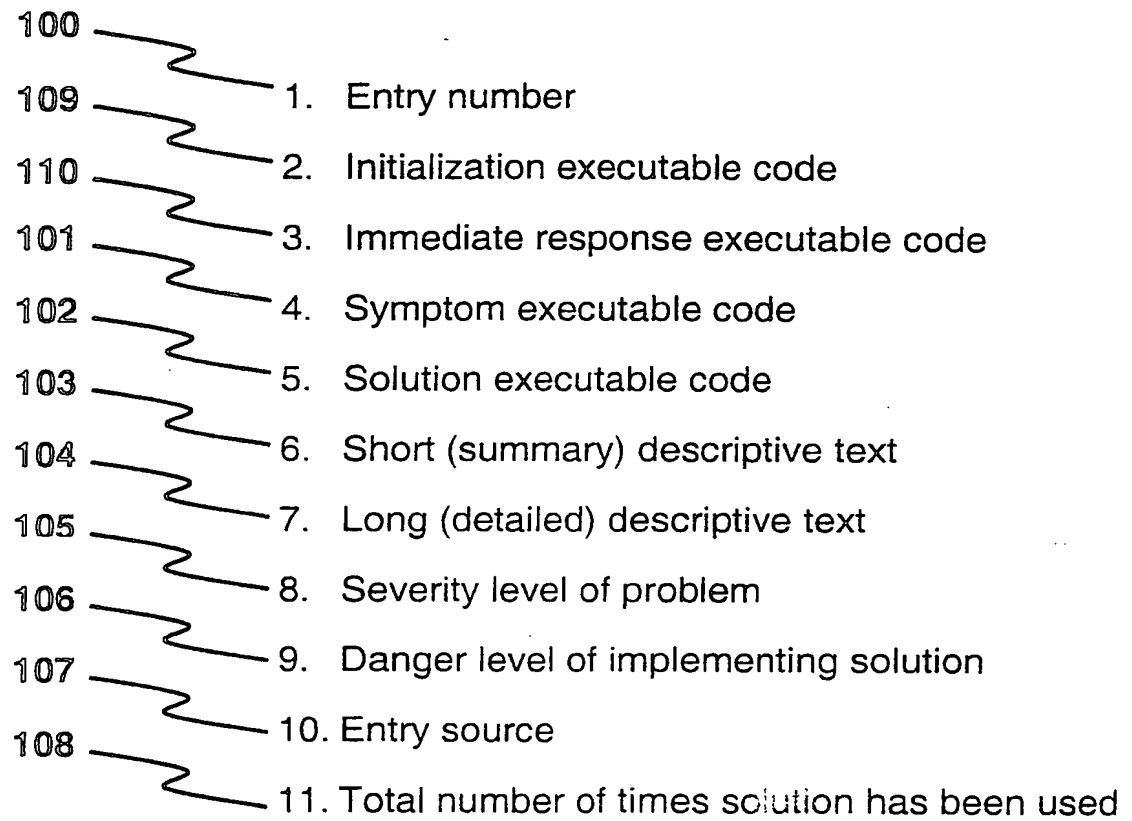 100
1. Entry number
109
2. Initialization executable code
110
3. Immediate response executable code
101
4. Symptom executable code
102
5. Solution executable code
103
6. Short (summary) descriptive text
104
7. Long (detailed) descriptive text
105
8. Severity level of problem
106
9. Danger level of implementing solution
107
10. Entry source
108
11. Total number of times solution has been used